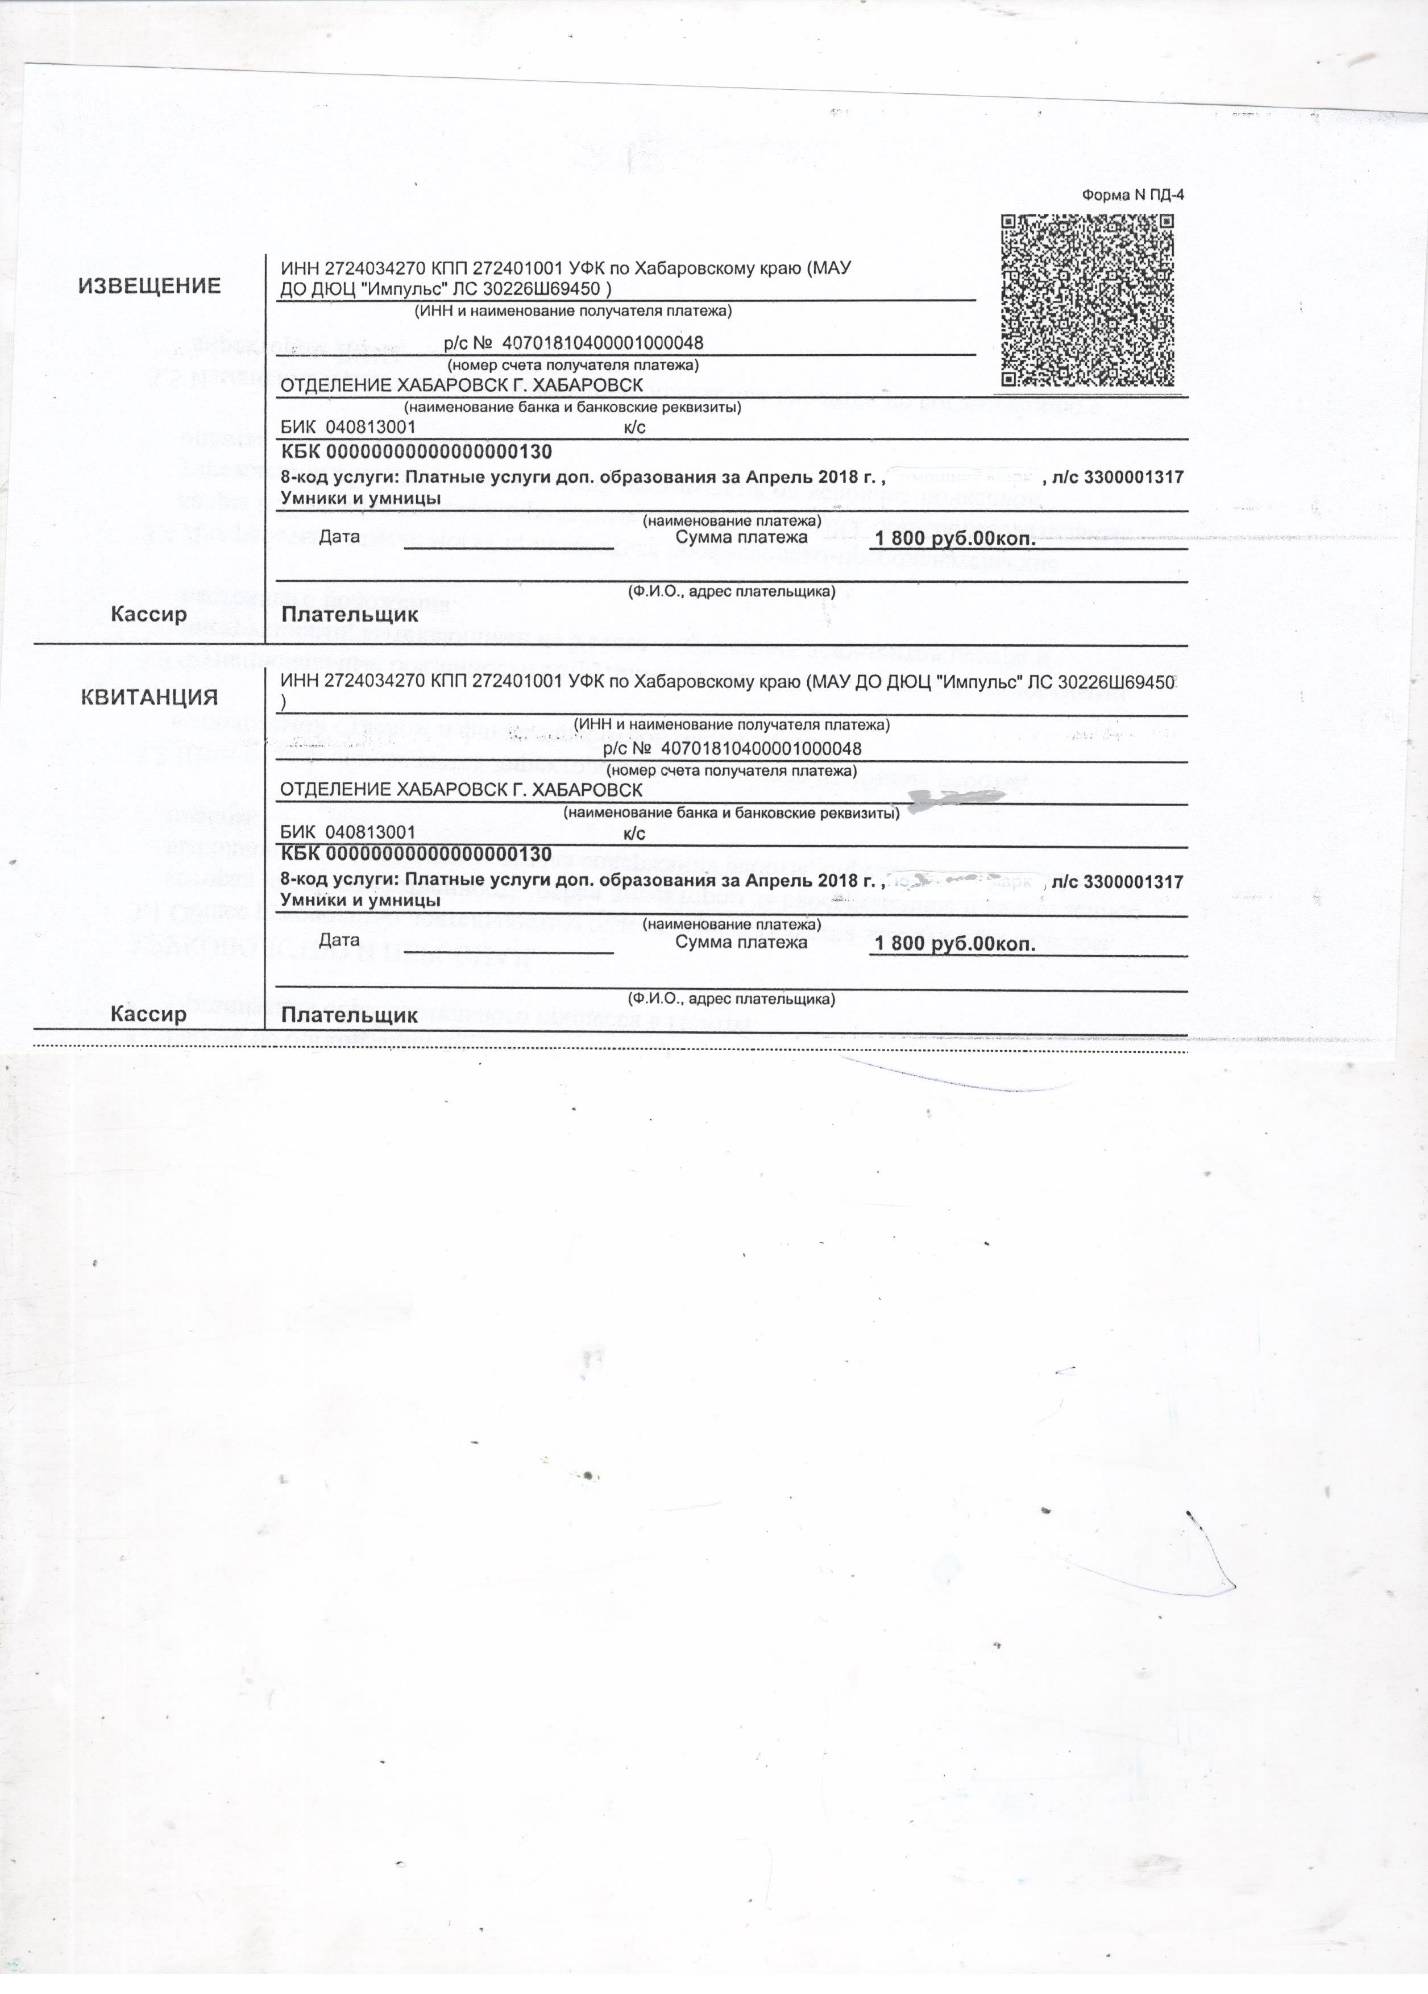 Форма N ПД-4
ИЗВЕЩЕНИЕ
ИНН 2724034270 КПП 272401001 УФК по Хабаровскому краю (МАУ
ДО ДЮЦ "Импульс" ЛС 30226Ш69450 )
(ИНН и наименование получателя платежа)
р/с № 40701810400001000048
(номер счета получателя платежа)
ОТДЕЛЕНИЕ ХАБАРОВСК Г. ХАБАРОВСК
(наименование банка и банковские реквизиты)
БИК 040813001 к/с
КБК 00000000000000000130
8-код услуги: Платные услуги доп. образования за Апрель 2018 г. , , л/с 3300001317
Умники и умницы
(наименование платежа)
Дата Сумма платежа 1 800 руб.00коп.
(Ф.И.О., адрес плательщика)
Кассир Плательщик
КВИТАНЦИЯ
ИНН 2724034270 КПП 272401001 УФК по Хабаровскому краю (МАУ ДО ДЮЦ "Импульс" ЛС 30226Ш69450
)
(ИНН и наименование получателя платежа)
р/с № 40701810400001000048
(номер счета получателя платежа)
ОТДЕЛЕНИЕ ХАБАРОВСК Г. ХАБАРОВСК
(наименование банка и банковские реквизиты)
БИК 040813001 к/с
КБК 00000000000000000130
8-код услуги: Платные услуги доп. образования за Апрель 2018 г. , , л/с 3300001317
Умники и умницы
(наименование платежа)
Дата Сумма платежа 1 800 руб.00коп.
(Ф.И.О., адрес плательщика)
Кассир Плательщик